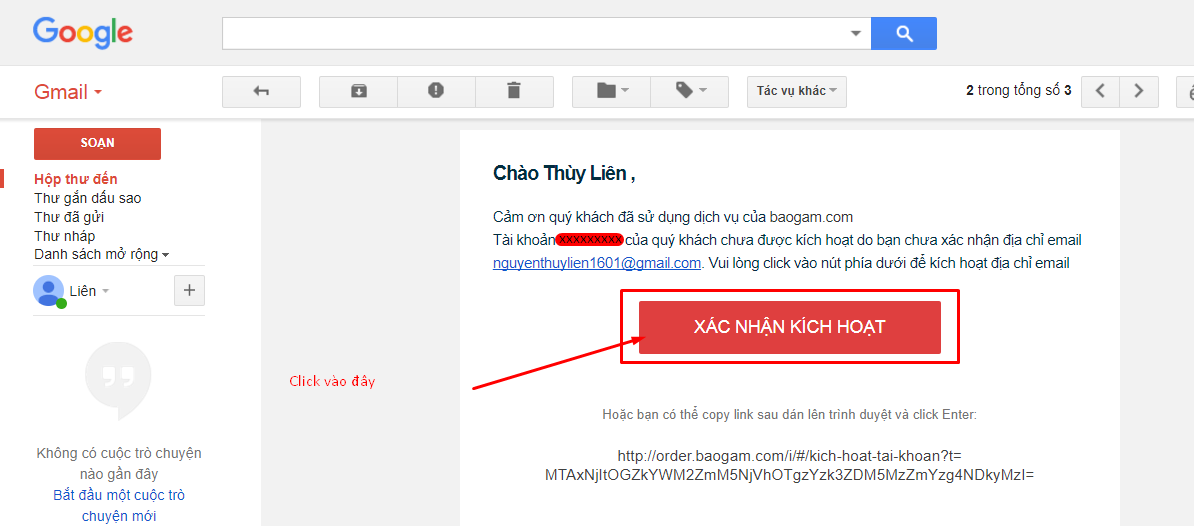 Google
Gmail
Tác vụ khác
2 trong tổng số 3
SOẠN
Hộp thư đến
Thư gắn dấu sao
Thư đã gửi
Thư nháp
Danh sách mở rộng
Liên
Không có cuộc trò chuyện
nào gần đây
Bắt đầu một cuộc trò
chuyện mới
Click vào đây
Chào Thùy Liên ,
Cảm ơn quý khách đã sử dụng dịch vụ của baogam.com
Tài khoản xxxxxxxxx của quý khách chưa được kích hoạt do bạn chưa xác nhận địa chỉ email
nguyenthuylien1601@gmail.com. Vui lòng click vào nút phía dưới để kích hoạt địa chỉ email
XÁC NHẬN KÍCH HOẠT
Hoặc bạn có thể copy link sau dán lên trình duyệt và click Enter:
http://order.baogam.com/i/#/kich-hoat-tai-khoan?t=
MTAxNjItOGZkYWM2ZmM5NjVhOTgzYzk3ZDM5MzZmYzg4NDkyMzI=